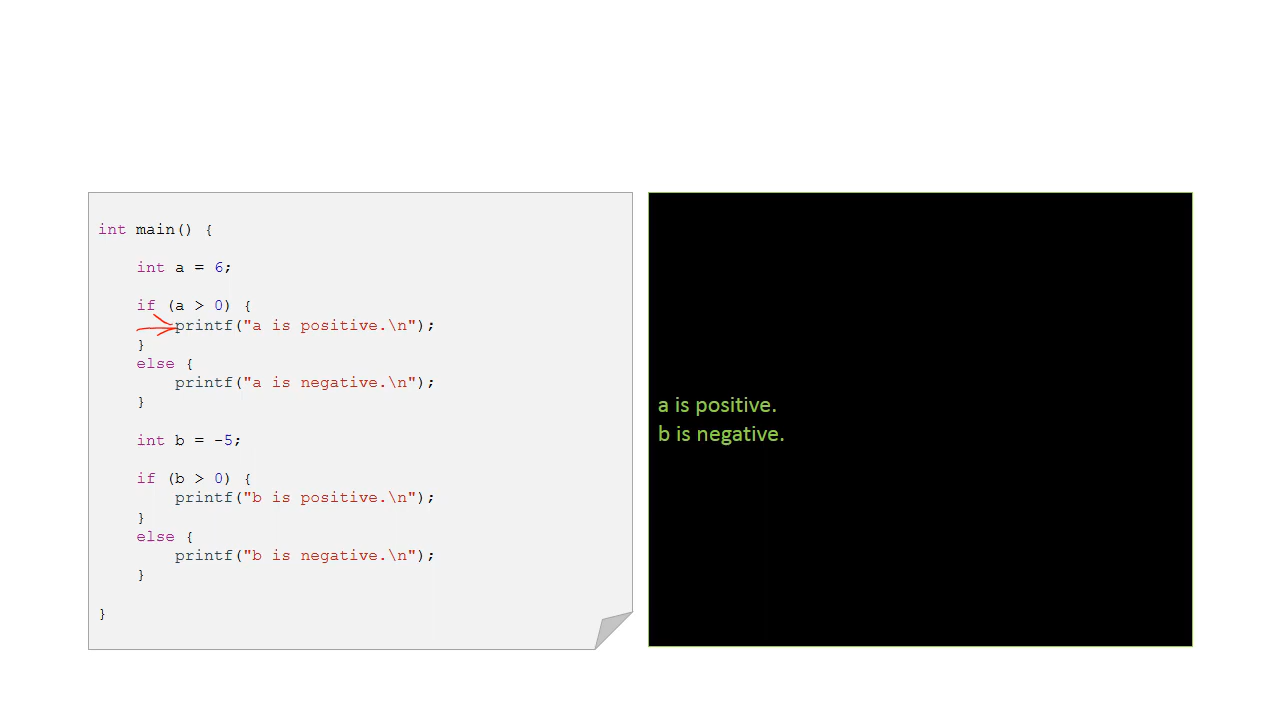 int main() {
int a = 6;
if (a > 0) {
printf("a is positive.\n");
}
else {
printf("a is negative.\n");
}
int b = -5;
if (b > 0) {
printf("b is positive.\n");
}
else {
printf("b is negative.\n");
}
}
a is positive.
b is negative.